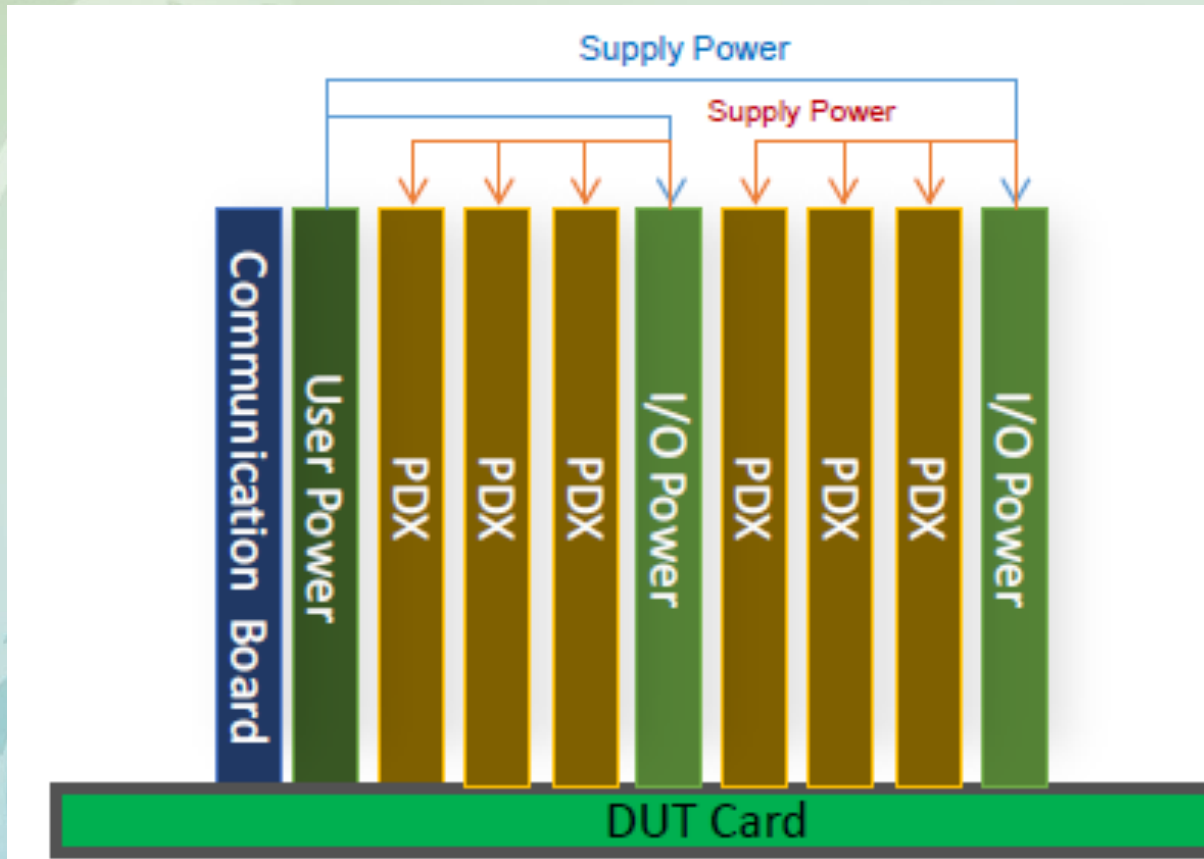 Supply Power
Supply Power
Communication Board
User Power
PDX
PDX
PDX
I/O Power
PDX
PDX
PDX
I/O Power
DUT Card